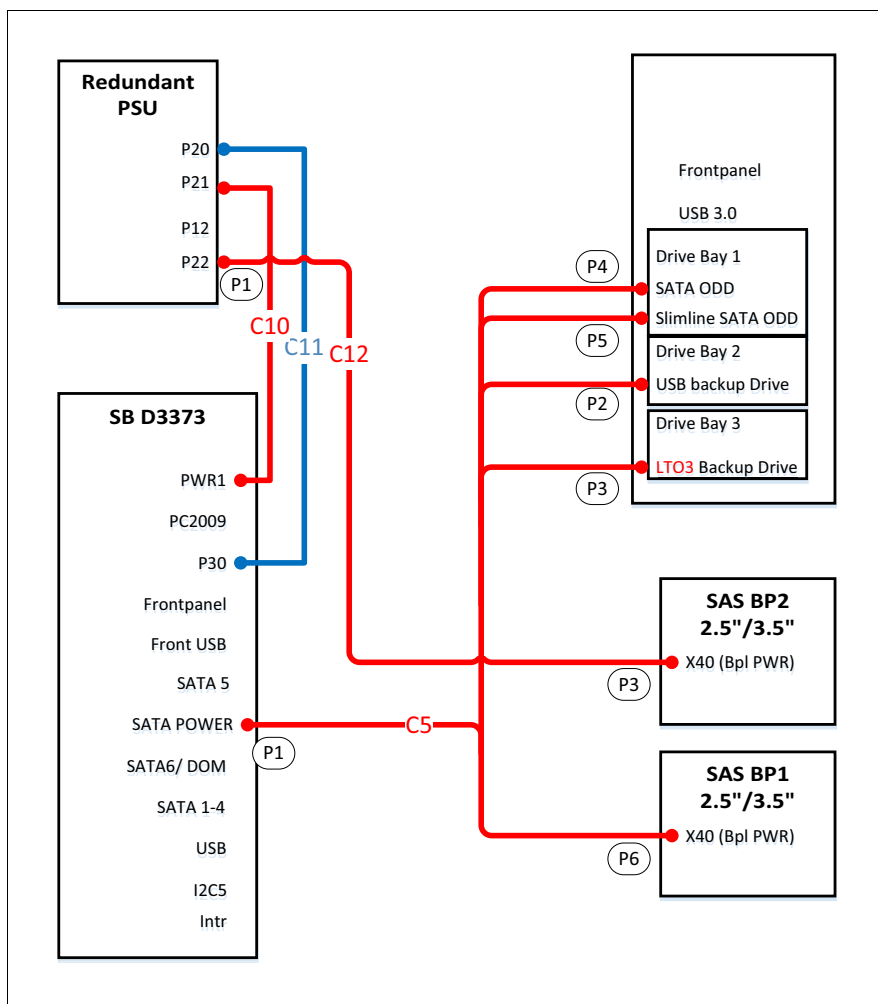 Redundant
PSU
P20
P21
P12
P22
P1
C10
C11
C12
SB D3373
PWR1
PC2009
P30
Frontpanel
Front USB
SATA 5
SATA POWER
P1
C5
SATA6/ DOM
SATA 1-4
USB
I2C5
Intr
Frontpanel
USB 3.0
Drive Bay 1
P4
SATA ODD
Slimline SATA ODD
P5
Drive Bay 2
USB backup Drive
P2
Drive Bay 3
LTO3 Backup Drive
P3
SAS BP2
2.5"/3.5"
X40 (Bpl PWR)
P3
SAS BP1
2.5"/3.5"
X40 (Bpl PWR)
P6